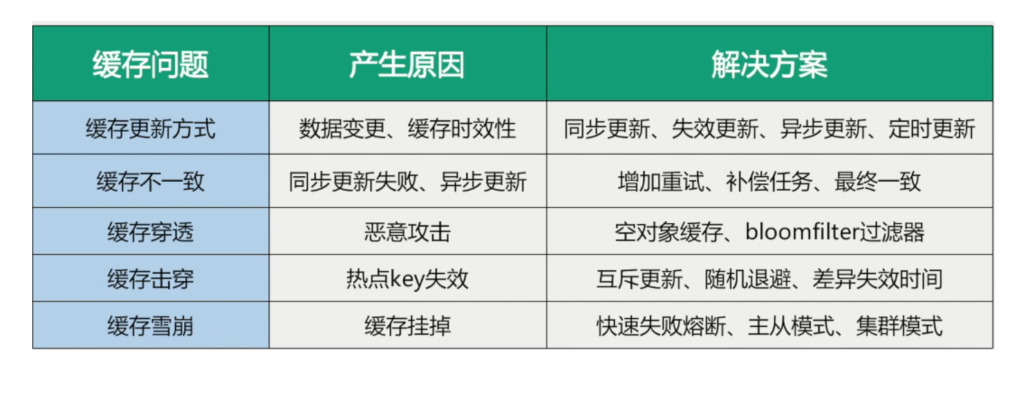 缓存问题 产生原因 解决方案
缓存更新方式 数据变更、缓存时效性 同步更新、失效更新、异步更新、定时更新
缓存不一致 同步更新失败、异步更新 增加重试、补偿任务、最终一致
缓存穿透 恶意攻击 空对象缓存、bloomfilter过滤器
缓存击穿 热点key失效 互斥更新、随机退避、差异失效时间
缓存雪崩 缓存挂掉 快速失败熔断、主从模式、集群模式